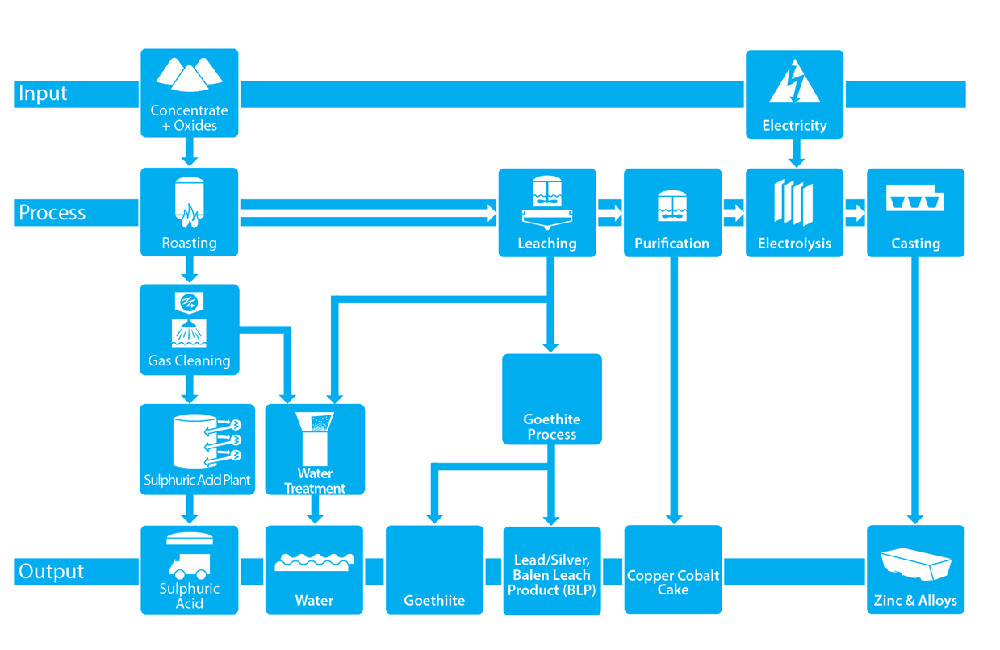 Input
Concentrate
+ Oxides
Electricity
Process
Roasting
Leaching
Purification
Electrolysis
Casting
Gas Cleaning
Goethite
Process
Sulphuric Acid Plant
W
W
W
Water
Treatment
Output
Sulphuric
Acid
Water
Goethiite
Lead/Silver,
Balen Leach
Product (BLP)
Copper Cobalt
Cake
Zinc & Alloys